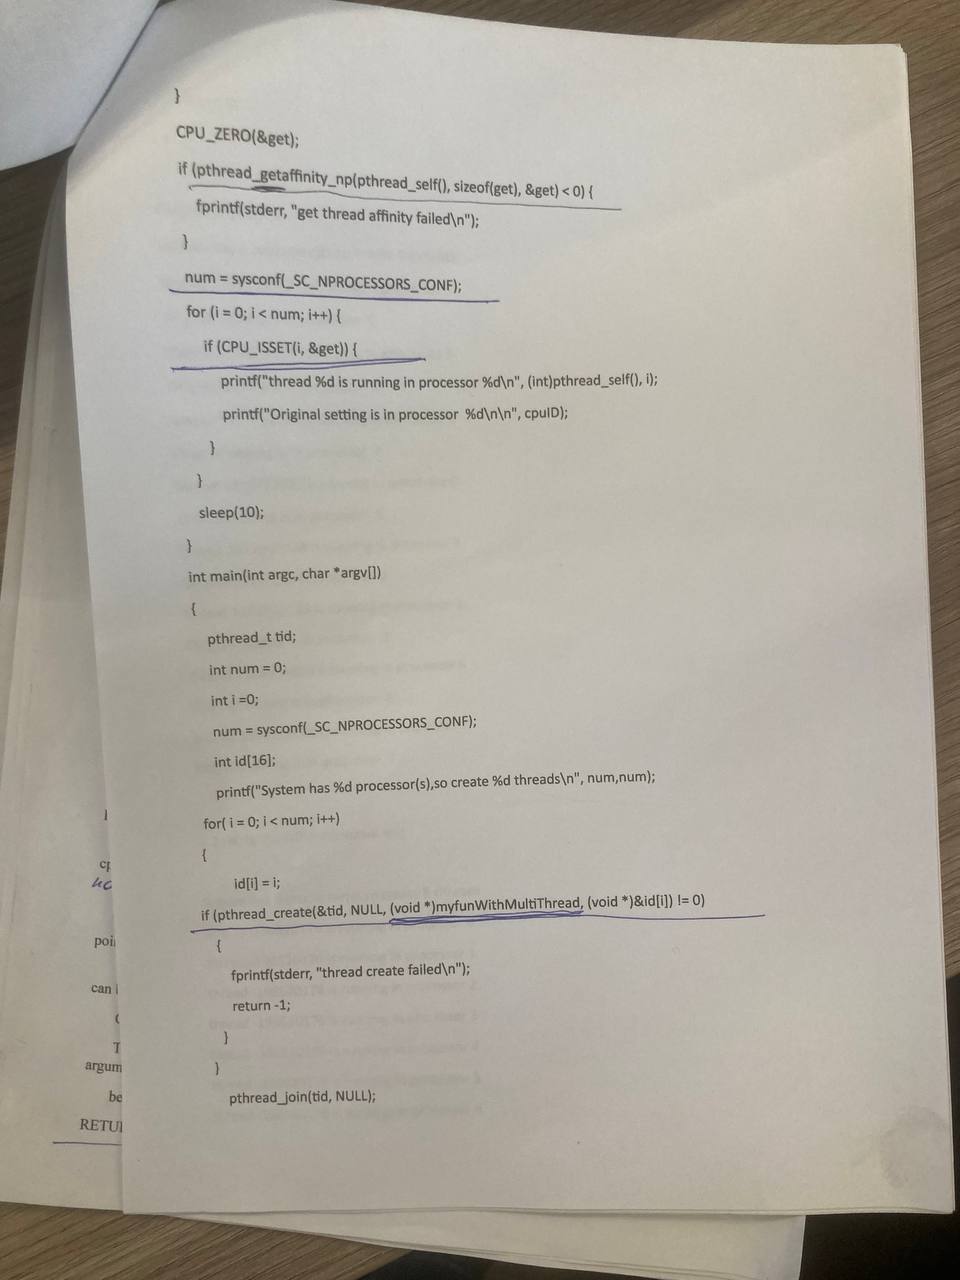 }
CPU_ZERO(&get);
if (pthread_getaffinity_np(pthread_self(), sizeof(get), &get) < 0) {
fprintf(stderr, "get thread affinity failed\n");
}
num = sysconf(_SC_NPROCESSORS_CONF);
for (i = 0; i < num; i++) {
if (CPU_ISSET(i, &get)) {
printf("thread %d is running in processor %d\n", (int)pthread_self(), i);
printf("Original setting is in processor  %d\n\n", cpuID);
}
}
sleep(10);
}
int main(int argc, char *argv[])
{
pthread_t tid;
int num = 0;
int i =0;
num = sysconf(_SC_NPROCESSORS_CONF);
int id[16];
printf("System has %d processor(s),so create %d threads\n", num,num);
for( i = 0; i < num; i++)
{
id[i] = i;
if (pthread_create(&tid, NULL, (void *)myfunWithMultiThread, (void *)&id[i]) != 0)
{
fprintf(stderr, "thread create failed\n");
return -1;
}
}
pthread_join(tid, NULL);
can
argum
be
RETU